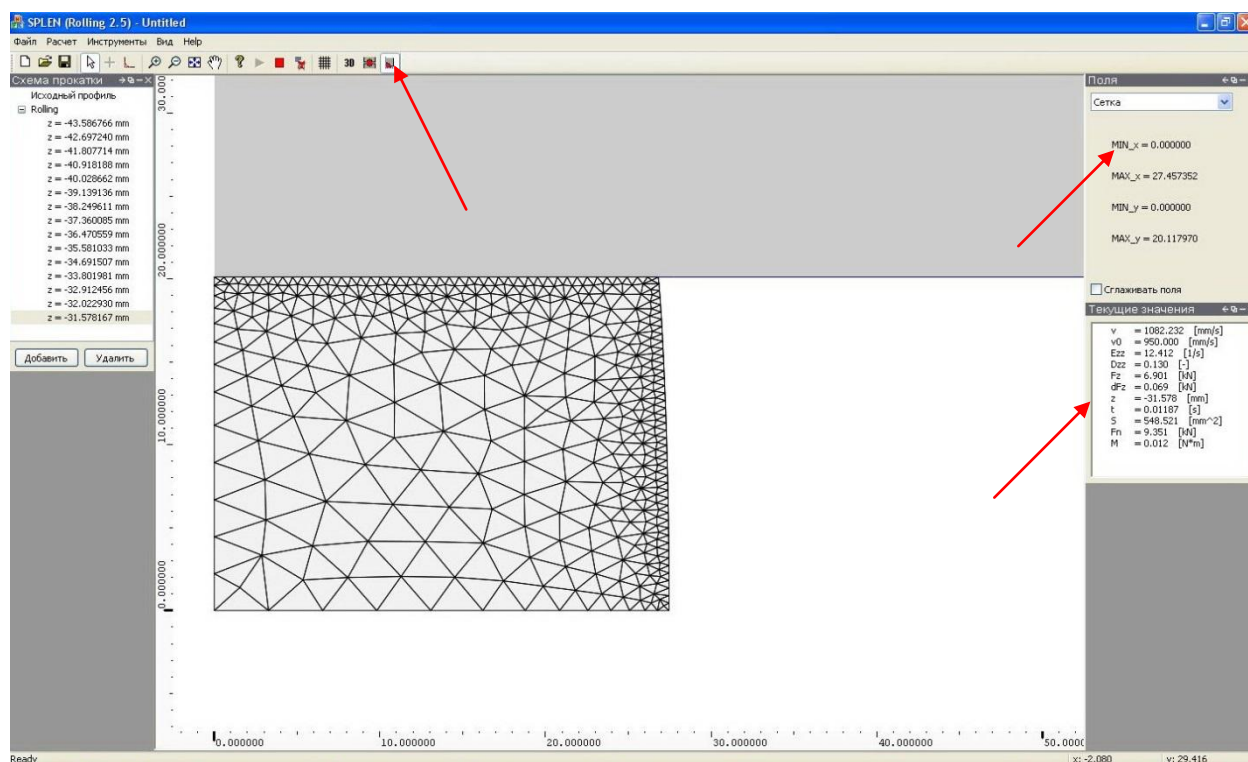 SPLEN (Rolling 2.5) - Untitled
Файл Расчет Инструменты Вид Help
3D
Схема прокатки
Исходный профиль
Rolling
z = -43.586766 mm
z = -42.697240 mm
z = -41.807714 mm
z = -40.918188 mm
z = -40.028662 mm
z = -39.139136 mm
z = -38.249611 mm
z = -37.360085 mm
z = -36.470559 mm
z = -35.581033 mm
z = -34.691507 mm
z = -33.801981 mm
z = -32.912456 mm
z = -32.022930 mm
z = -31.578167 mm
Добавить Удалить
30.000
20.000000
10.000000
0.000000
0.000000 10.000000 20.000000 30.000000 40.000000 50.0000
Поля
Сетка
MIN_x = 0.000000
MAX_x = 27.457352
MIN_y = 0.000000
MAX_y = 20.117970
Сглаживать поля
Текущие значения
v = 1082.232 [mm/s]
v0 = 950.000 [mm/s]
Ezz = 12.412 [1/s]
Dzz = 0.130 [-]
Fz = 6.901 [kN]
dFz = 0.069 [kN]
z = -31.578 [mm]
t = 0.01187 [s]
S = 548.521 [mm^2]
Fn = 9.351 [kN]
M = 0.012 [N*m]
Ready
x: -2.080 y: 29.416